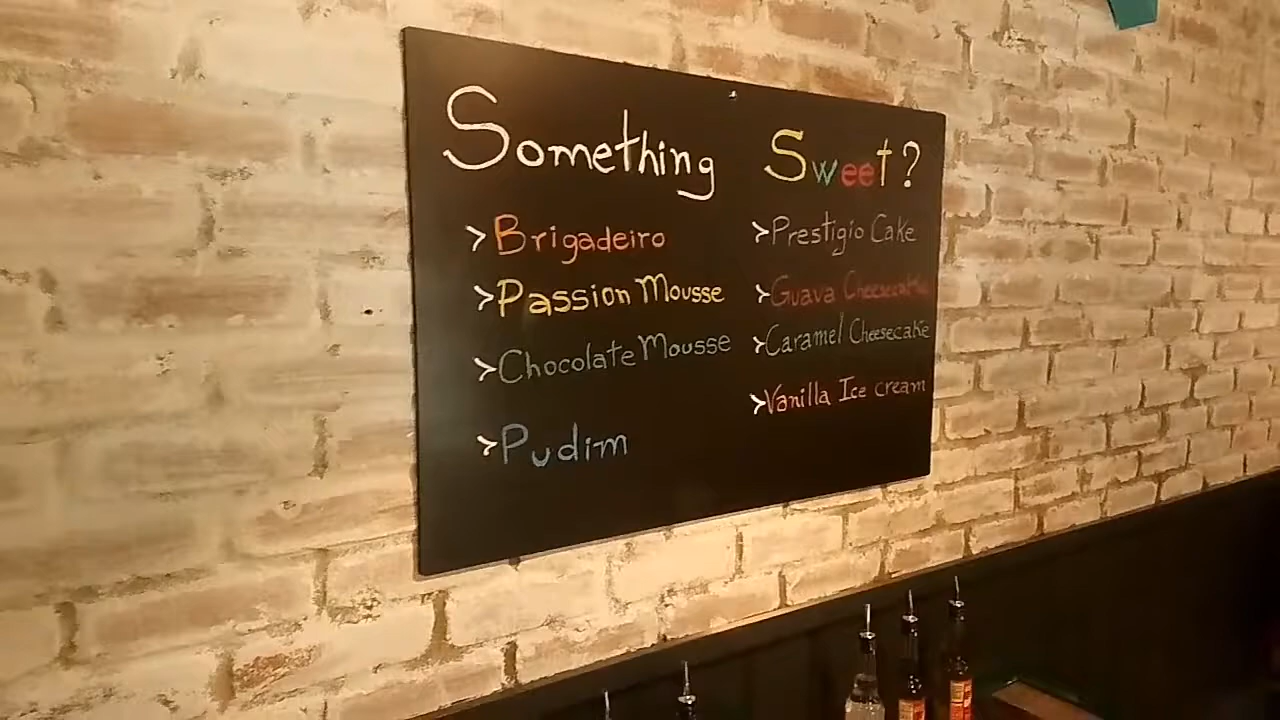 Something Sweet?
>Brigadeiro
>Passion Mousse
>Chocolate Mousse
>Pudim
>Prestigio Cake
>Guava Cheesecake
>Caramel Cheesecake
>Vanilla Ice cream